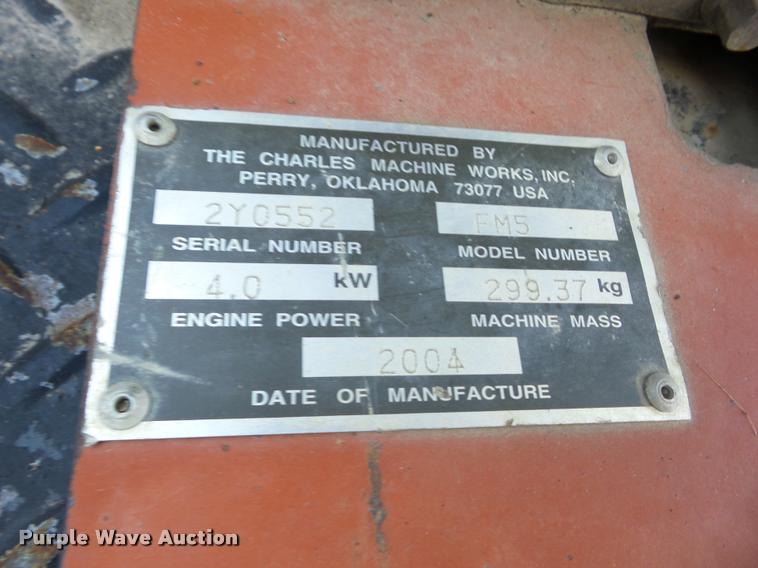 MANUFACTURED BY
THE CHARLES MACHINE WORKS, INC.
PERRY, OKLAHOMA 73077 USA
2Y0552 FM5
SERIAL NUMBER MODEL NUMBER
4.0 kW 299.37 kg
ENGINE POWER MACHINE MASS
2004
DATE OF MANUFACTURE
Purple Wave Auction